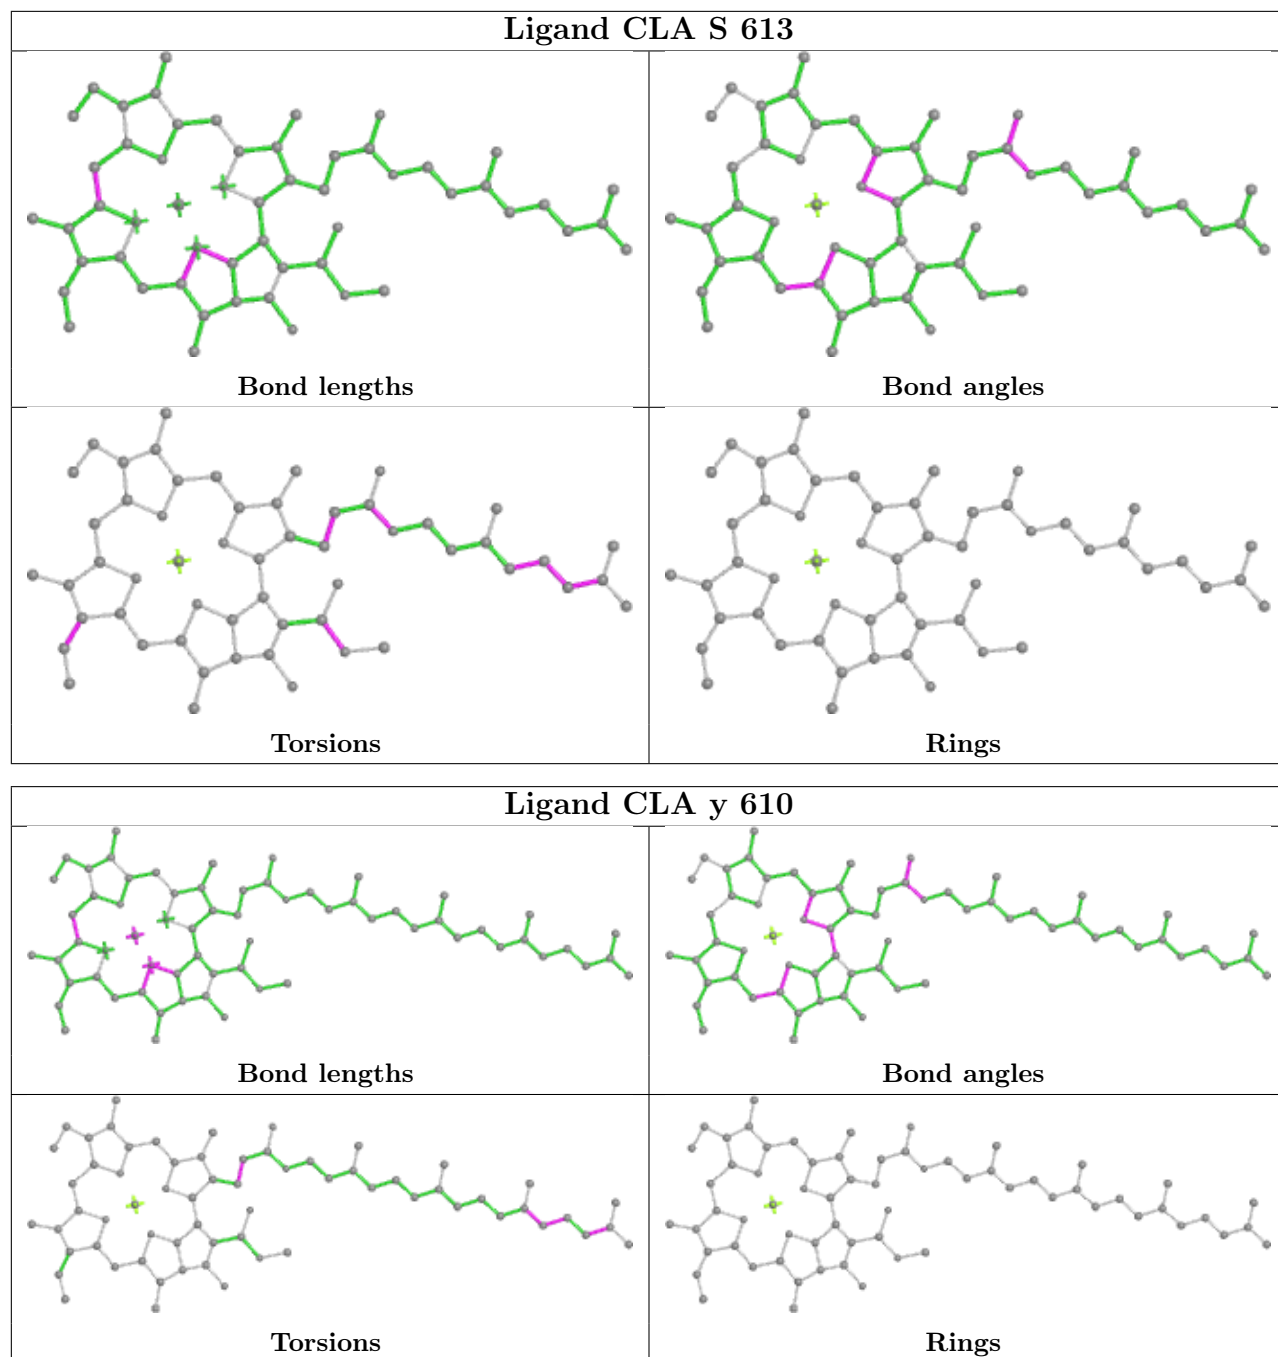 Ligand CLA S 613
Bond lengths
Bond angles
Torsions
Rings
Ligand CLA y 610
Bond lengths
Bond angles
Torsions
Rings